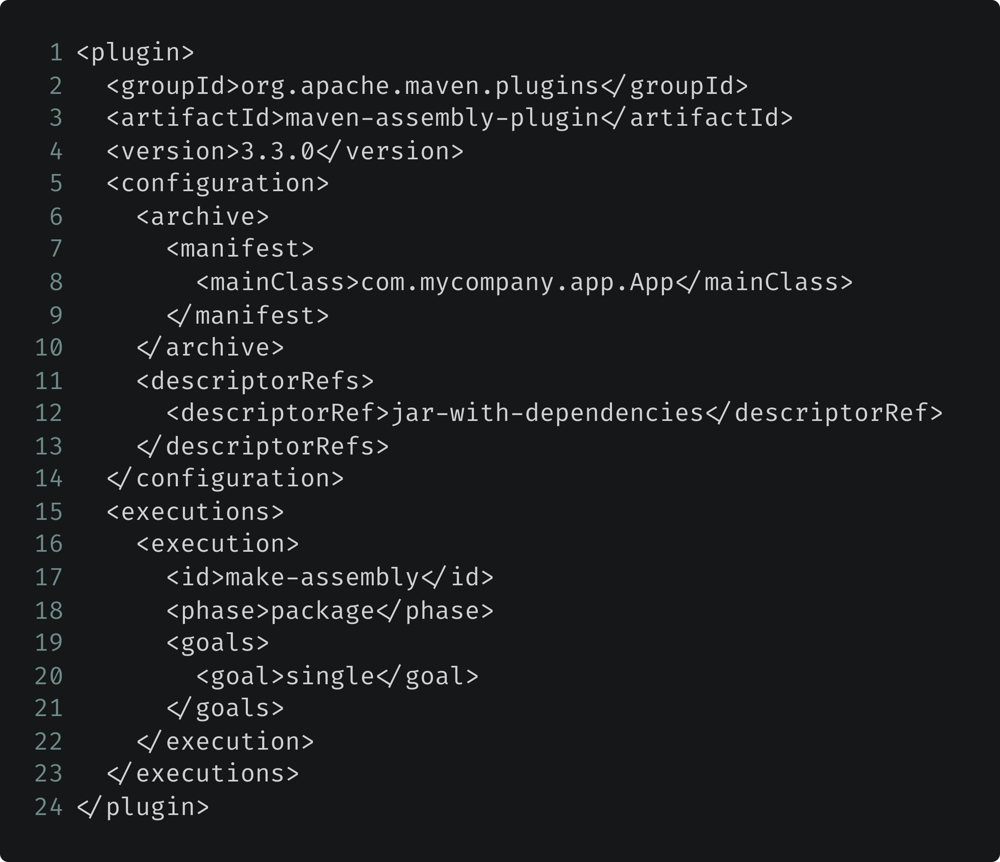 1 <plugin>
2   <groupId>org.apache.maven.plugins</groupId>
3   <artifactId>maven-assembly-plugin</artifactId>
4   <version>3.3.0</version>
5   <configuration>
6     <archive>
7       <manifest>
8         <mainClass>com.mycompany.app.App</mainClass>
9       </manifest>
10     </archive>
11     <descriptorRefs>
12       <descriptorRef>jar-with-dependencies</descriptorRef>
13     </descriptorRefs>
14   </configuration>
15   <executions>
16     <execution>
17       <id>make-assembly</id>
18       <phase>package</phase>
19       <goals>
20         <goal>single</goal>
21       </goals>
22     </execution>
23   </executions>
24 </plugin>